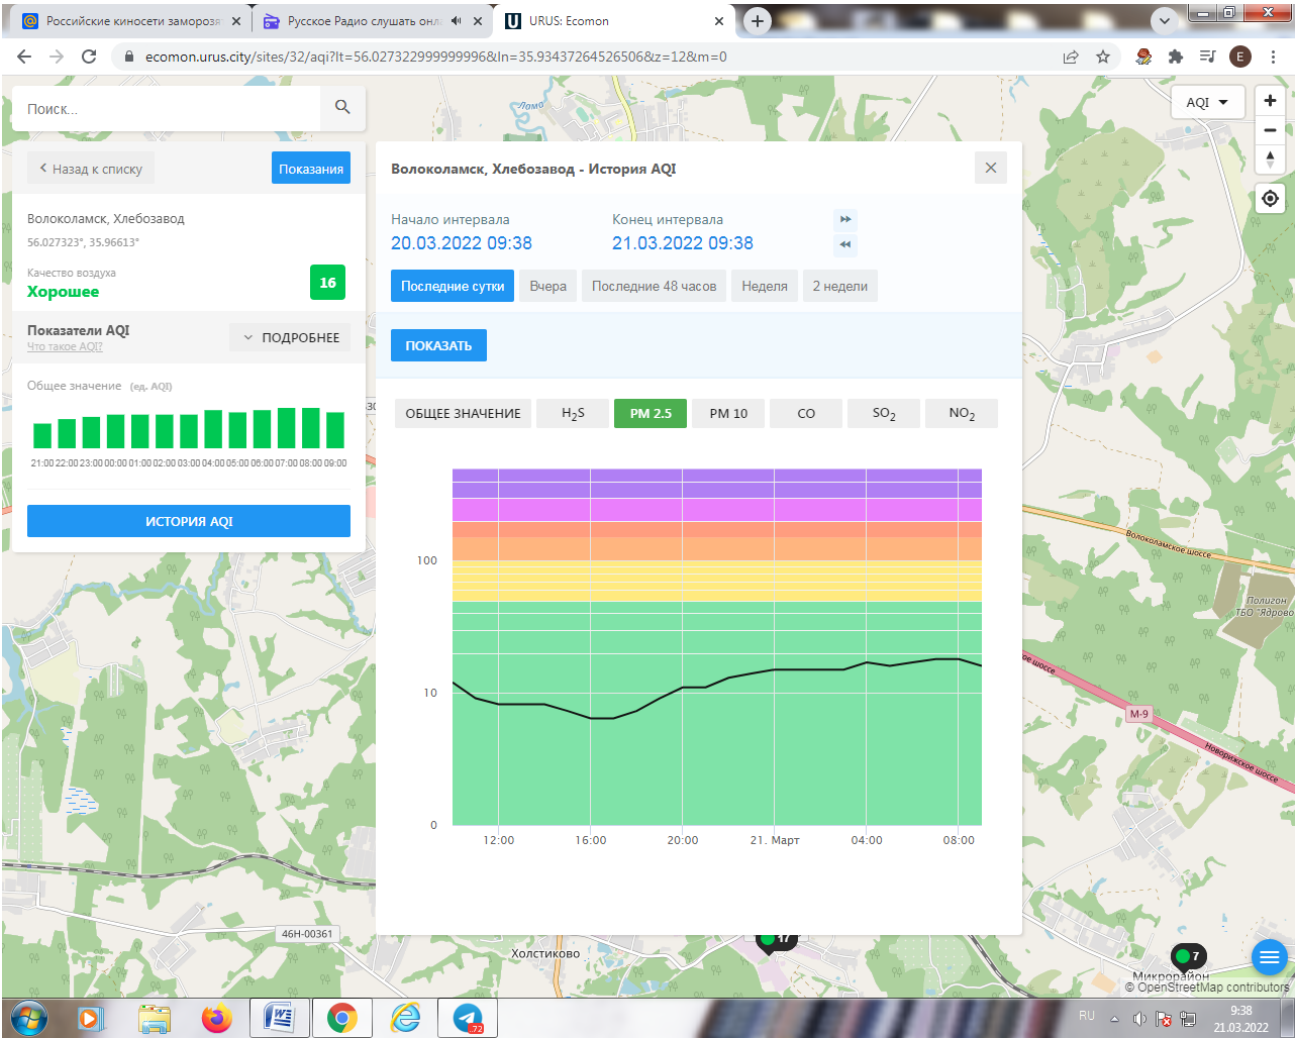 Российские киносети замороз
Русское Радио слушать онл
URUS: Ecomon
ecomon.urus.city/sites/32/aqi?lt=56.027322999999996&ln=35.93437264526506&z=12&m=0
E
Поиск...
AQI
Назад к списку
Показания
Волоколамск, Хлебозавод
56.027323°, 35.96613°
Качество воздуха
Хорошее
16
Показатели AQI
Что такое AQI?
ПОДРОБНЕЕ
Общее значение (ед. AQI)
21:00 22:00 23:00 00:00 01:00 02:00 03:00 04:00 05:00 06:00 07:00 08:00 09:00
ИСТОРИЯ AQI
Волоколамск, Хлебозавод - История AQI
Начало интервала
Конец интервала
20.03.2022 09:38
21.03.2022 09:38
Последние сутки
Вчера
Последние 48 часов
Неделя
2 недели
ПОКАЗАТЬ
ОБЩЕЕ ЗНАЧЕНИЕ
H2S
PM 2.5
PM 10
CO
SO2
NO2
100
10
0
12:00
16:00
20:00
21. Март
04:00
08:00
Лама
Волоколамское шоссе
Полигон
ТБО "Ядрово"
ое шоссе
М-9
Новорижское шоссе
46Н-00361
Холстиково
17
7
Микрорайон
© OpenStreetMap contributors
72
RU
9:38
21.03.2022